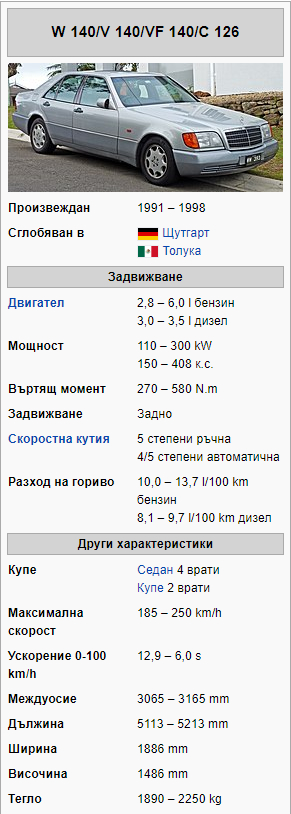 W 140/V 140/VF 140/C 126
Произвеждан 1991 – 1998
Сглобяван в Щутгарт
Толука
Задвижване
Двигател 2,8 – 6,0 l бензин
3,0 – 3,5 l дизел
Мощност 110 – 300 kW
150 – 408 к.с.
Въртящ момент 270 – 580 N.m
Задвижване Задно
Скоростна кутия 5 степени ръчна
4/5 степени автоматична
Разход на гориво 10,0 – 13,7 l/100 km
бензин
8,1 – 9,7 l/100 km дизел
Други характеристики
Купе Седан 4 врати
Купе 2 врати
Максимална 185 – 250 km/h
скорост
Ускорение 0-100 12,9 – 6,0 s
km/h
Междуосие 3065 – 3165 mm
Дължина 5113 – 5213 mm
Ширина 1886 mm
Височина 1486 mm
Тегло 1890 – 2250 kg